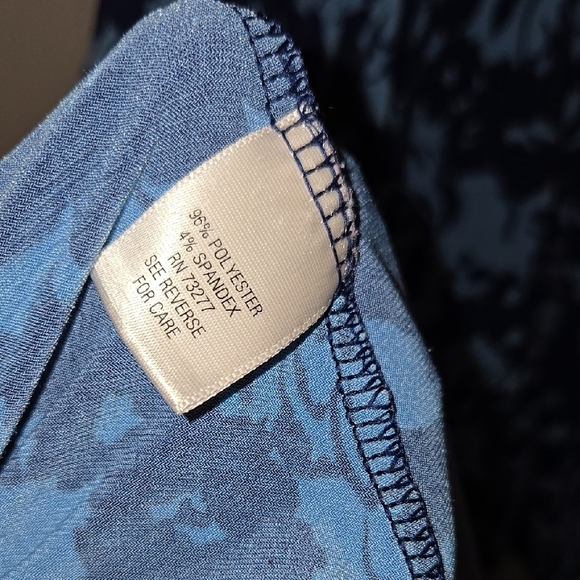 96% POLYESTER
4% SPANDEX
RN 73277
SEE REVERSE
FOR CARE